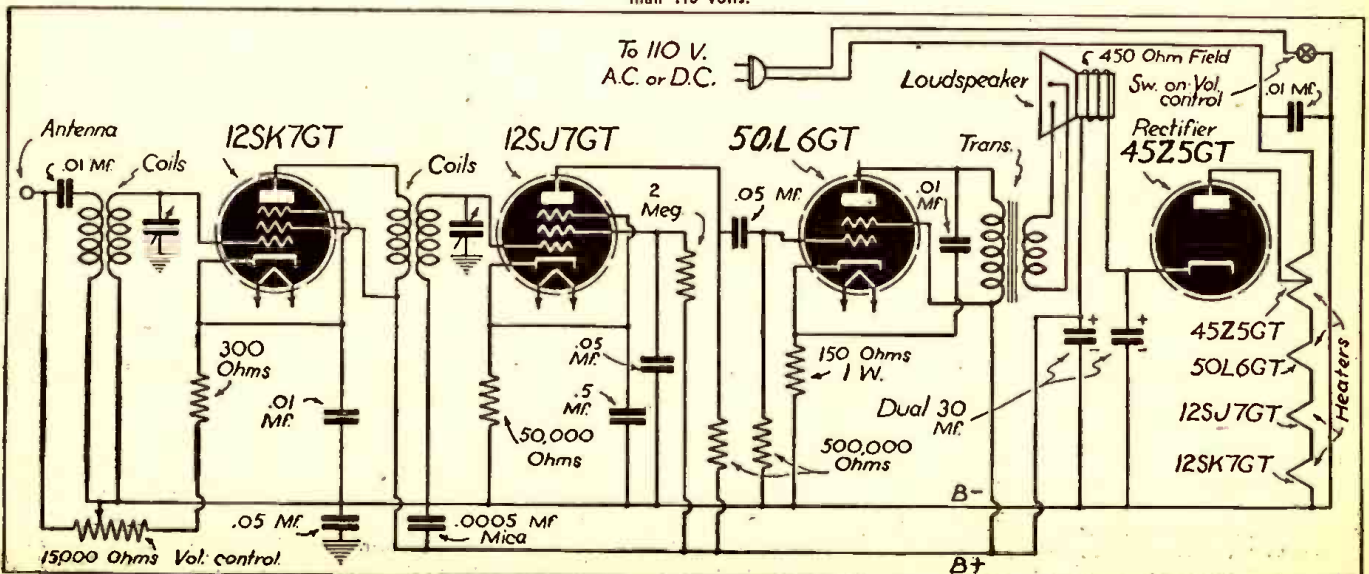 than 110 volts.
To 110 V.
A.C. or D.C.
450 Ohm Field
Loudspeaker
Sw. on Vol.
control
.01 Mf.
Antenna
12SK7GT
12SJ7GT
50L6GT
Trans.
Rectifier
45Z5GT
.01 Mf.
Coils
Coils
2
Meg.
.05 Mf.
.01
Mf.
300
Ohms
.01
Mf.
50,000
Ohms
.05
Mf.
.5
Mf.
150 Ohms
1 W.
500,000
Ohms
Dual 30
Mf.
+
-
+
-
45Z5GT
50L6GT
12SJ7GT
12SK7GT
Heaters
B-
.05 Mf.
.0005 Mf
Mica
15,000 Ohms Vol. control.
B+